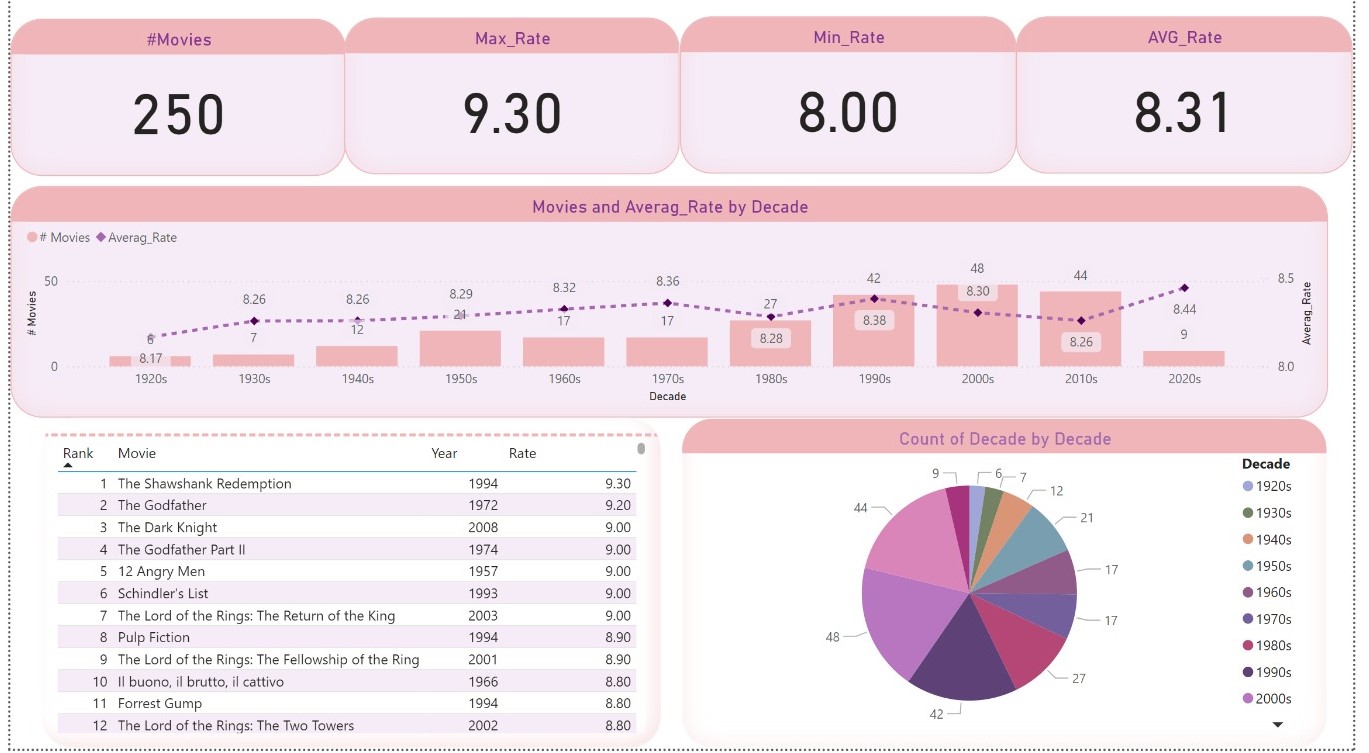 #Movies
250
Max_Rate
9.30
Min_Rate
8.00
AVG_Rate
8.31
Movies and Averag_Rate by Decade
# Movies Averag_Rate
# Movies
50
0
6
7
12
21
17
17
27
42
48
44
9
8.17
8.26
8.26
8.29
8.32
8.36
8.28
8.38
8.30
8.26
8.44
8.5
8.0
Averag_Rate
1920s 1930s 1940s 1950s 1960s 1970s 1980s 1990s 2000s 2010s 2020s
Decade
Rank Movie Year Rate
1 The Shawshank Redemption 1994 9.30
2 The Godfather 1972 9.20
3 The Dark Knight 2008 9.00
4 The Godfather Part II 1974 9.00
5 12 Angry Men 1957 9.00
6 Schindler's List 1993 9.00
7 The Lord of the Rings: The Return of the King 2003 9.00
8 Pulp Fiction 1994 8.90
9 The Lord of the Rings: The Fellowship of the Ring 2001 8.90
10 Il buono, il brutto, il cattivo 1966 8.80
11 Forrest Gump 1994 8.80
12 The Lord of the Rings: The Two Towers 2002 8.80
Count of Decade by Decade
6
7
12
21
17
17
27
42
48
44
9
Decade
1920s
1930s
1940s
1950s
1960s
1970s
1980s
1990s
2000s